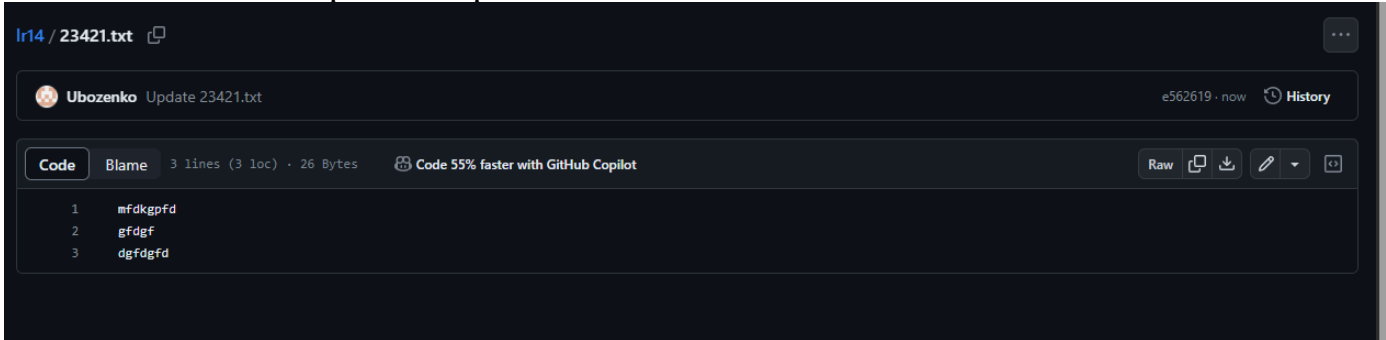 lr14 / 23421.txt
Ubozenko Update 23421.txt e562619 · now History
Code Blame 3 lines (3 loc) · 26 Bytes Code 55% faster with GitHub Copilot Raw
1 mfdkgpfd
2 gfdgf
3 dgfdgfd